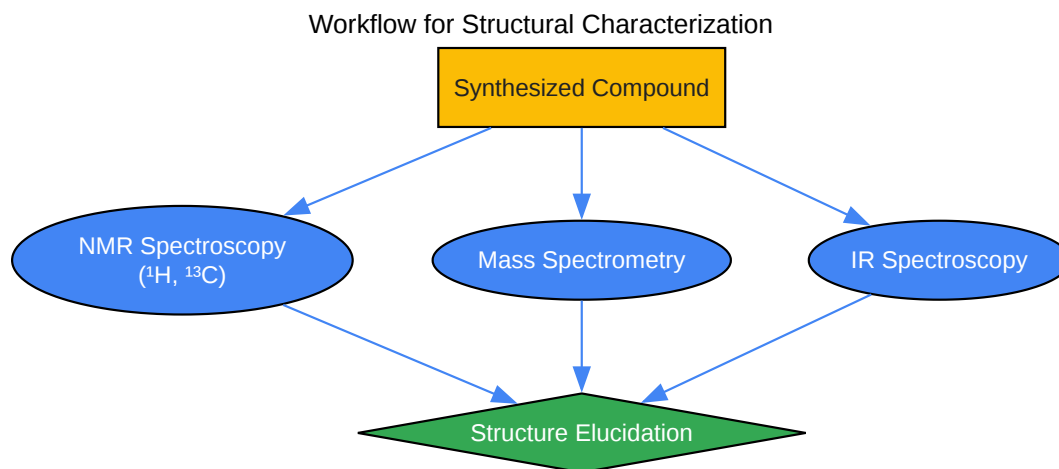 Workflow for Structural Characterization
Synthesized Compound
NMR Spectroscopy
(¹H, ¹³C)
Mass Spectrometry
IR Spectroscopy
Structure Elucidation